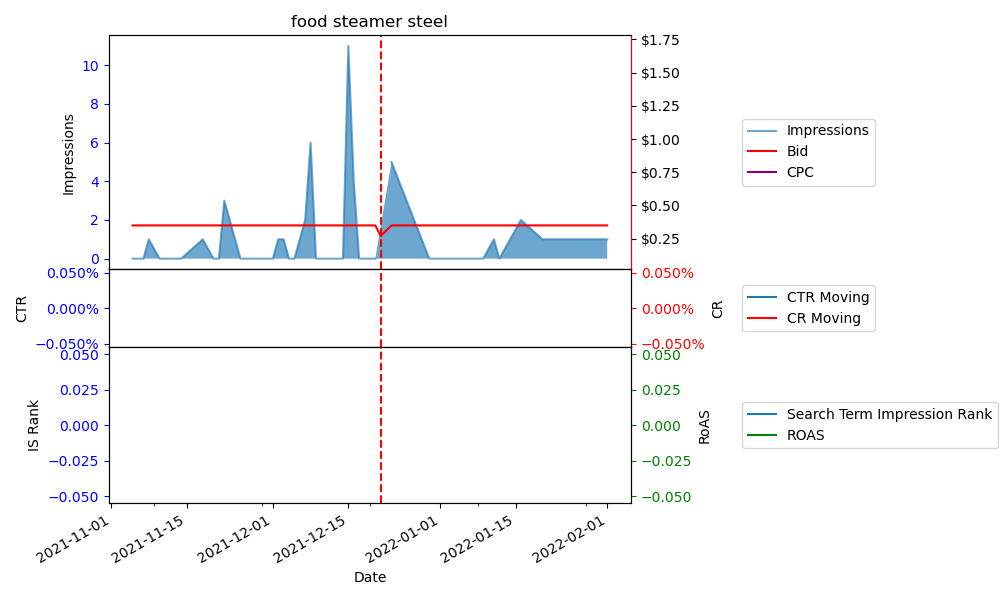 food steamer steel
Impressions
10
8
6
4
2
0
$1.75
$1.50
$1.25
$1.00
$0.75
$0.50
$0.25
Impressions
Bid
CPC
CTR
0.050%
0.000%
−0.050%
0.050%
0.000%
−0.050%
CR
CTR Moving
CR Moving
IS Rank
0.050
0.025
0.000
−0.025
−0.050
0.050
0.025
0.000
−0.025
−0.050
RoAS
Search Term Impression Rank
ROAS
2021-11-01
2021-11-15
2021-12-01
2021-12-15
2022-01-01
2022-01-15
2022-02-01
Date